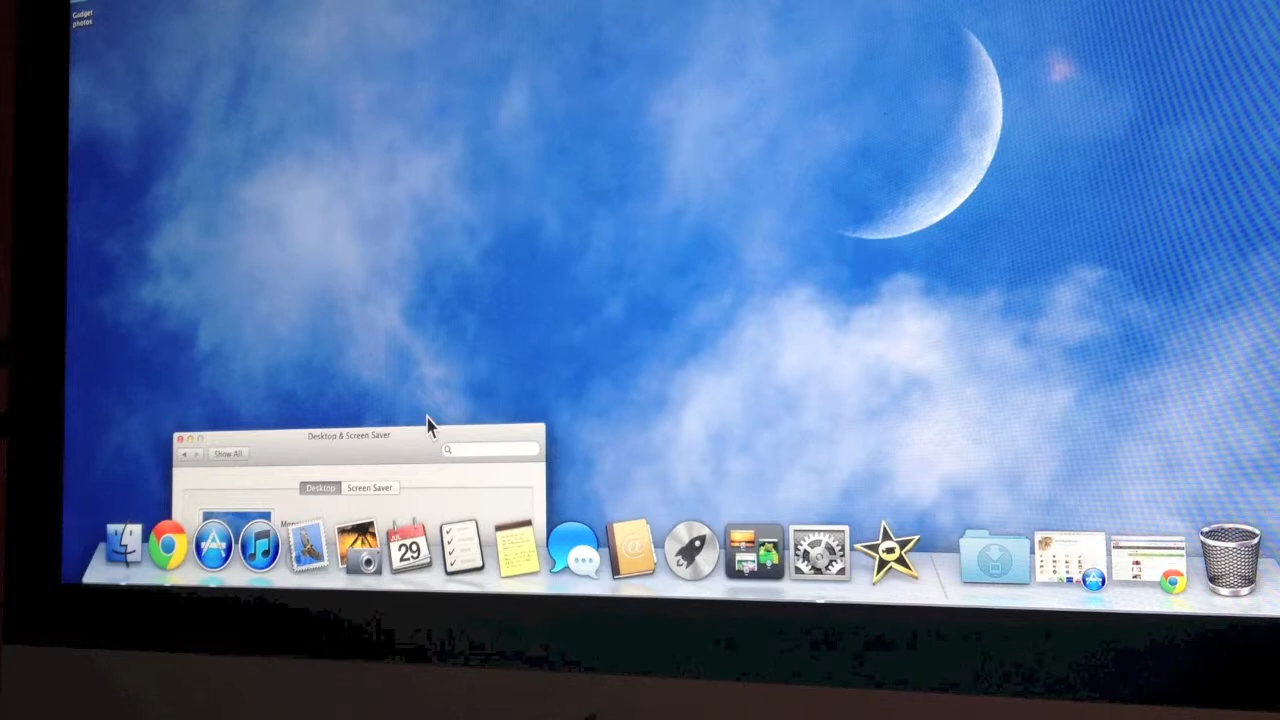 Gadget
photos
Desktop & Screen Saver
Show All
Desktop
Screen Saver
JUL
29
@